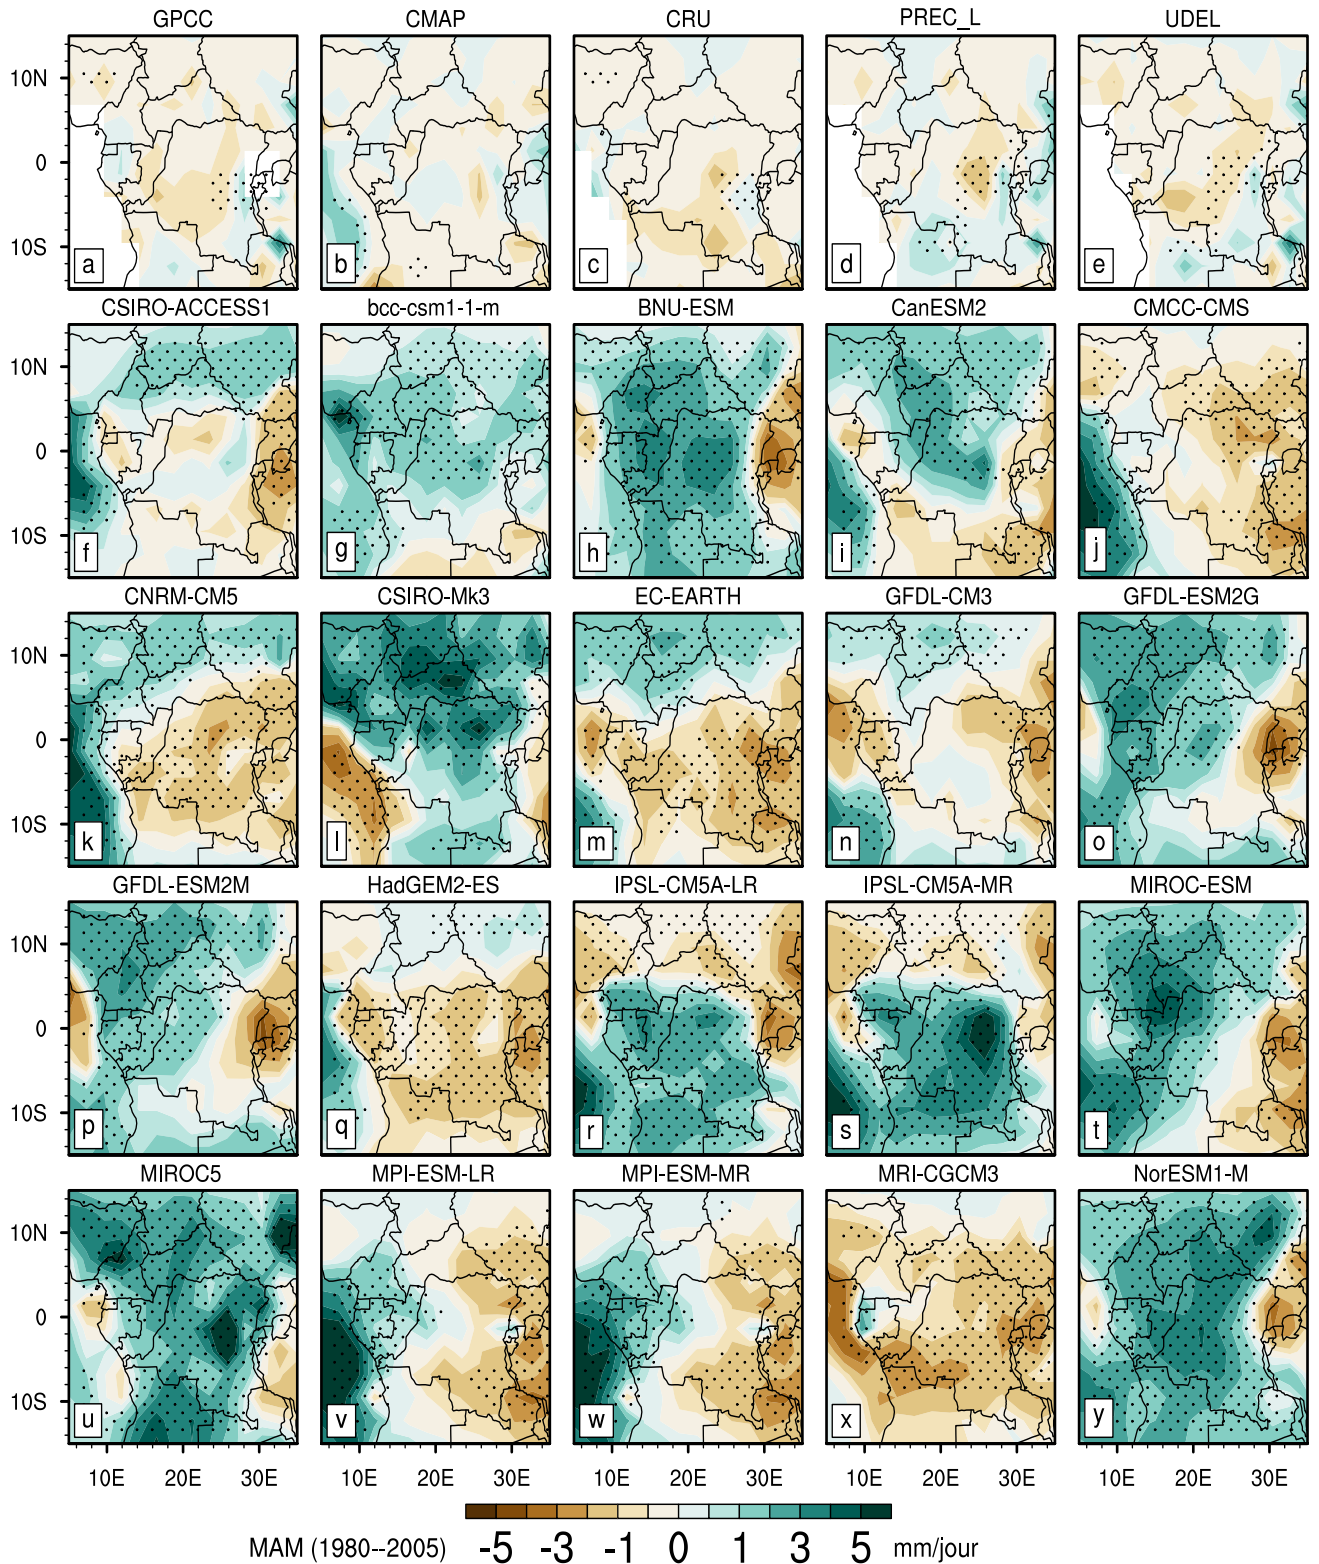 GPCC CMAP CRU PREC_L UDEL
10N
0
10S
a b c d e
CSIRO-ACCESS1 bcc-csm1-1-m BNU-ESM CanESM2 CMCC-CMS
10N
0
10S
f g h i j
CNRM-CM5 CSIRO-Mk3 EC-EARTH GFDL-CM3 GFDL-ESM2G
10N
0
10S
k l m n o
GFDL-ESM2M HadGEM2-ES IPSL-CM5A-LR IPSL-CM5A-MR MIROC-ESM
10N
0
10S
p q r s t
MIROC5 MPI-ESM-LR MPI-ESM-MR MRI-CGCM3 NorESM1-M
10N
0
10S
u v w x y
10E 20E 30E 10E 20E 30E 10E 20E 30E 10E 20E 30E 10E 20E 30E
MAM (1980--2005) -5 -3 -1 0 1 3 5 mm/jour